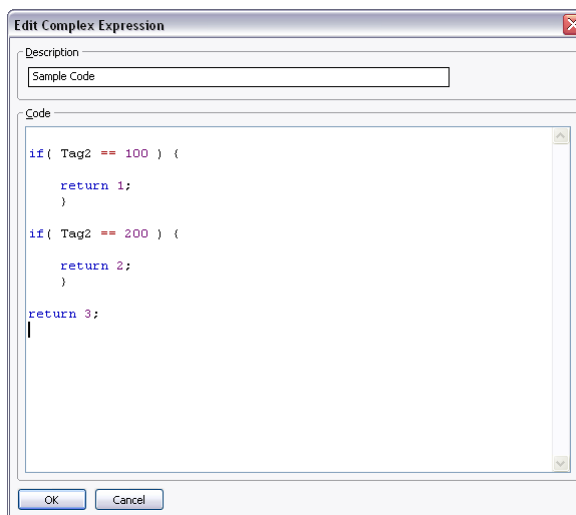 Edit Complex Expression
Description
Sample Code
Code
if( Tag2 == 100 ) {
return 1;
}
if( Tag2 == 200 ) {
return 2;
}
return 3;
OK Cancel